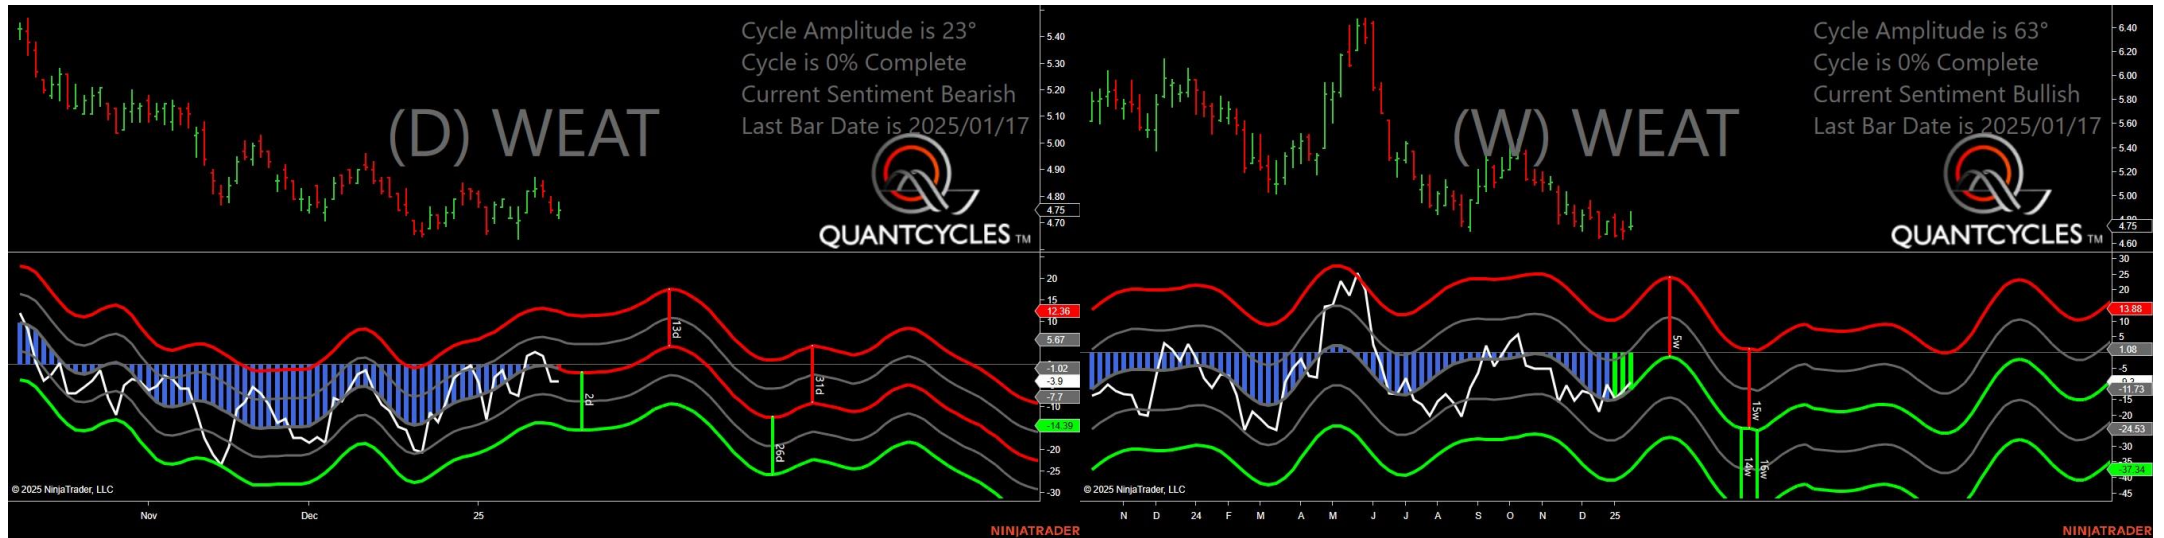 Cycle Amplitude is 23°
Cycle is 0% Complete
Current Sentiment Bearish
Last Bar Date is 2025/01/17
(D) WEAT
QUANTCYCLES TM
5.40
5.30
5.20
5.10
5.00
4.90
4.80
4.75
4.70
20
15
12.36
10
5.67
-1.02
-3.9
-7.7
-10
-14.39
-20
-25
-30
13d
2d
31d
26d
© 2025 NinjaTrader, LLC
Nov
Dec
25
NINJATRADER
Cycle Amplitude is 63°
Cycle is 0% Complete
Current Sentiment Bullish
Last Bar Date is 2025/01/17
(W) WEAT
QUANTCYCLES TM
6.40
6.20
6.00
5.80
5.60
5.40
5.20
5.00
4.75
4.60
30
25
20
13.88
10
5
1.08
-5
-11.73
-15
-20
-24.53
-30
-37.34
-40
-45
5w
15w
14w
© 2025 NinjaTrader, LLC
N
D
24
F
M
A
M
J
J
A
S
O
N
D
25
NINJATRADER